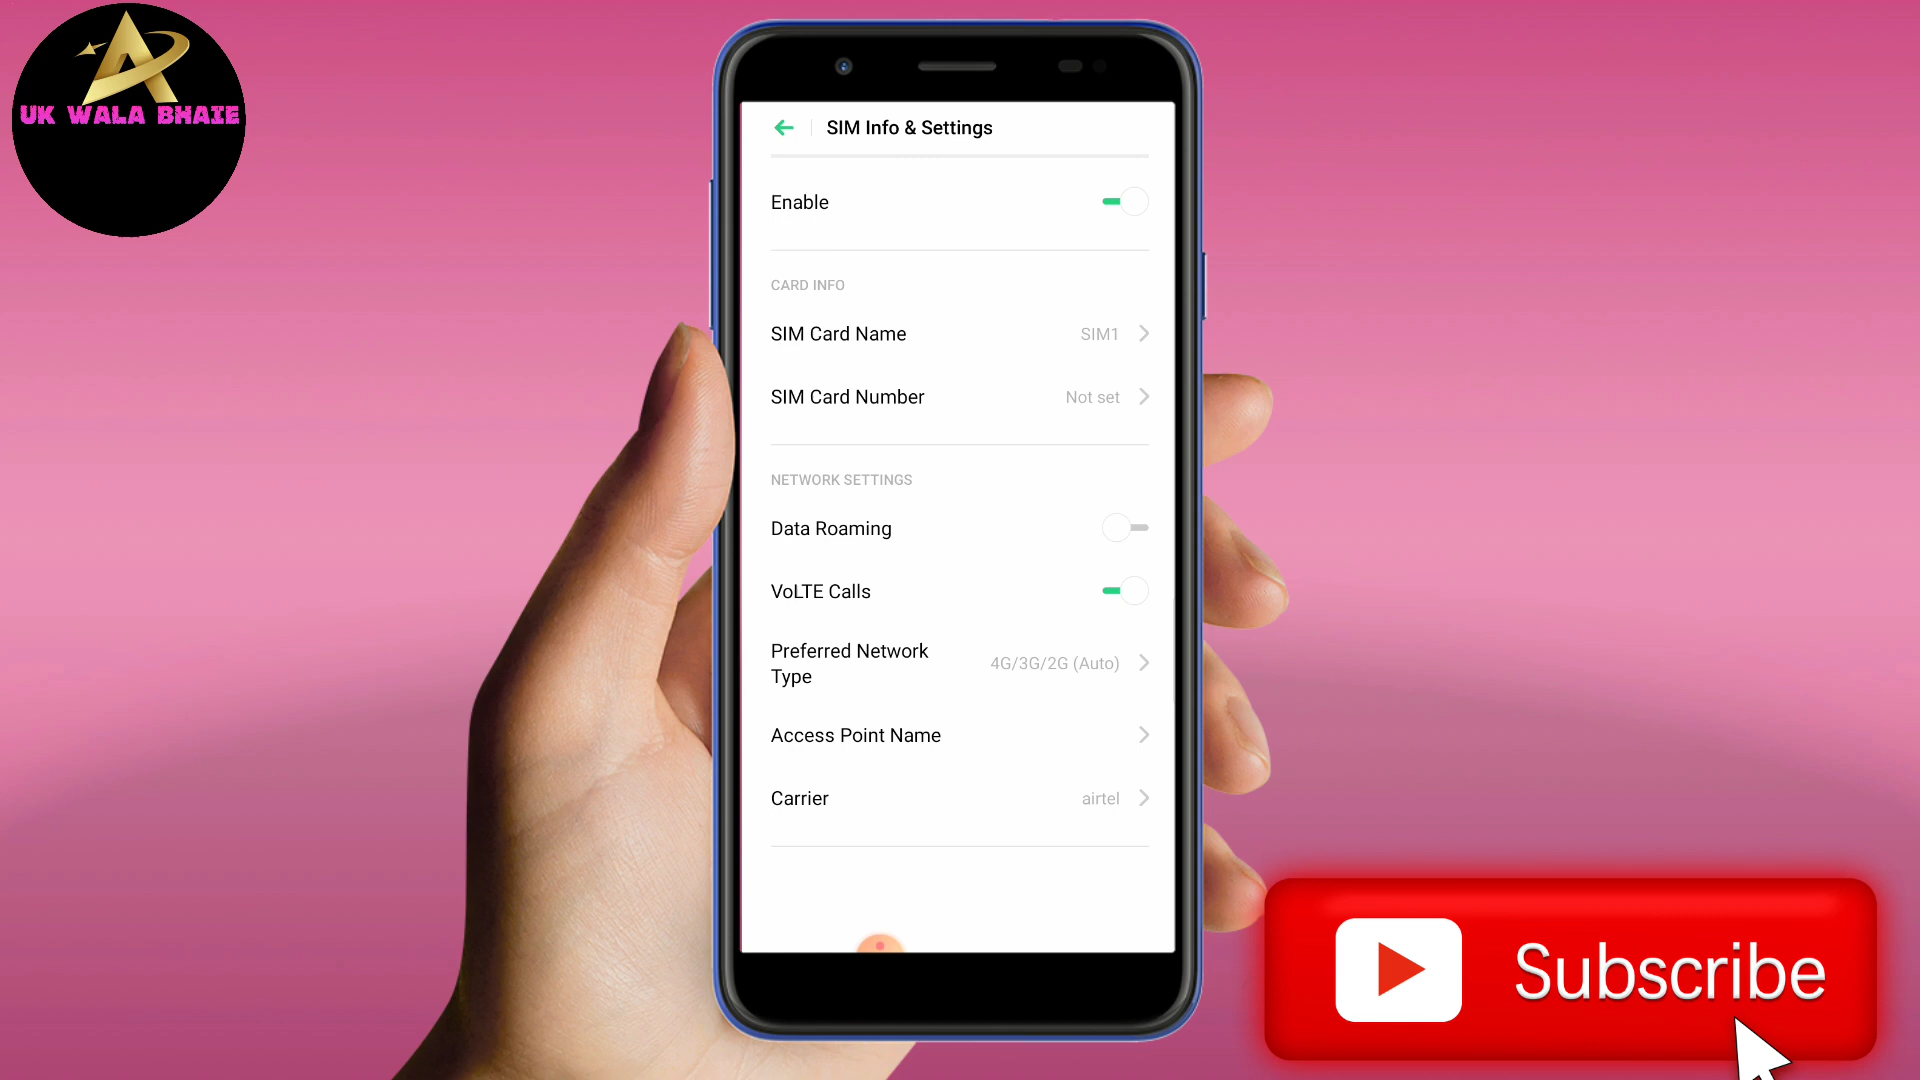 UK WALA BHAIE
SIM Info & Settings
Enable
CARD INFO
SIM Card Name
SIM1
SIM Card Number
Not set
NETWORK SETTINGS
Data Roaming
VoLTE Calls
Preferred Network
Type
4G/3G/2G (Auto)
Access Point Name
Carrier
airtel
Subscribe